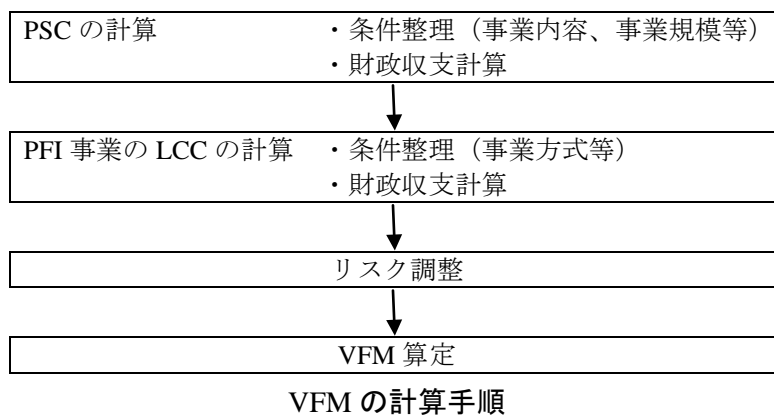 PSC の計算 ・条件整理（事業内容、事業規模等）
・財政収支計算
PFI 事業の LCC の計算 ・条件整理（事業方式等）
・財政収支計算
リスク調整
VFM 算定
VFM の計算手順